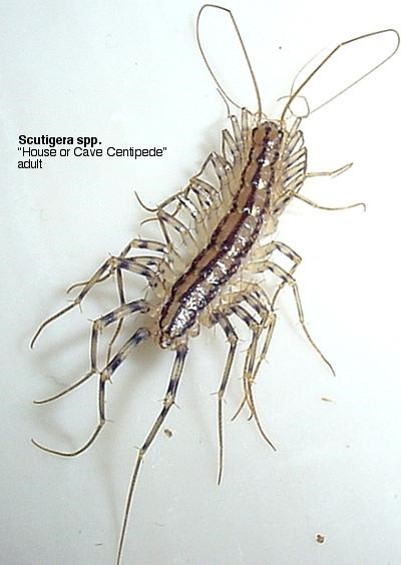 Scutigera spp.
"House or Cave Centipede"
adult